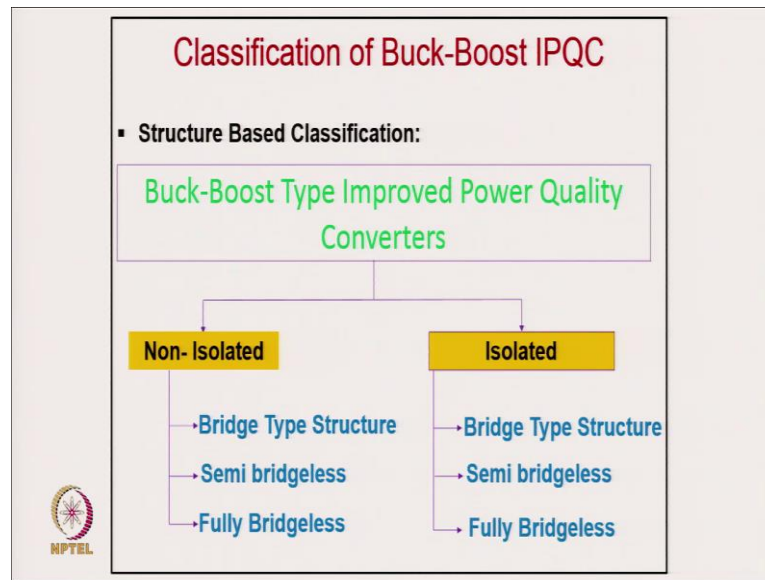 Classification of Buck-Boost IPQC
▪ Structure Based Classification:
Buck-Boost Type Improved Power Quality
Converters
Non- Isolated
Isolated
Bridge Type Structure
Semi bridgeless
Fully Bridgeless
Bridge Type Structure
Semi bridgeless
Fully Bridgeless
NPTEL